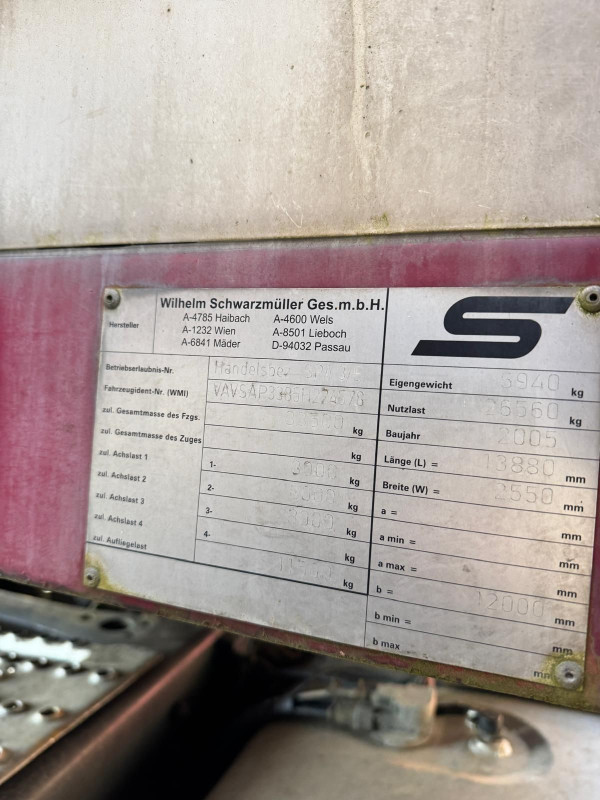 Hersteller
Wilhelm Schwarzmüller Ges.m.b.H.
A-4785 Haibach A-4600 Wels
A-1232 Wien A-8501 Lieboch
A-6841 Mäder D-94032 Passau
Betriebserlaubnis-Nr.
Fahrzeugident-Nr. (WMI)
zul. Gesamtmasse des Fzgs. kg
zul. Gesamtmasse des Zuges kg
zul. Achslast 1 1- kg
zul. Achslast 2 2- kg
zul. Achslast 3 3- kg
zul. Achslast 4 4- kg
zul. Aufliegelast kg
S
Eigengewicht kg
Nutzlast 26560 kg
Baujahr 2005
Länge (L) = 13880 mm
Breite (W) = 2550 mm
a = mm
a min = mm
a max = mm
b = 12000 mm
b min = mm
b max mm